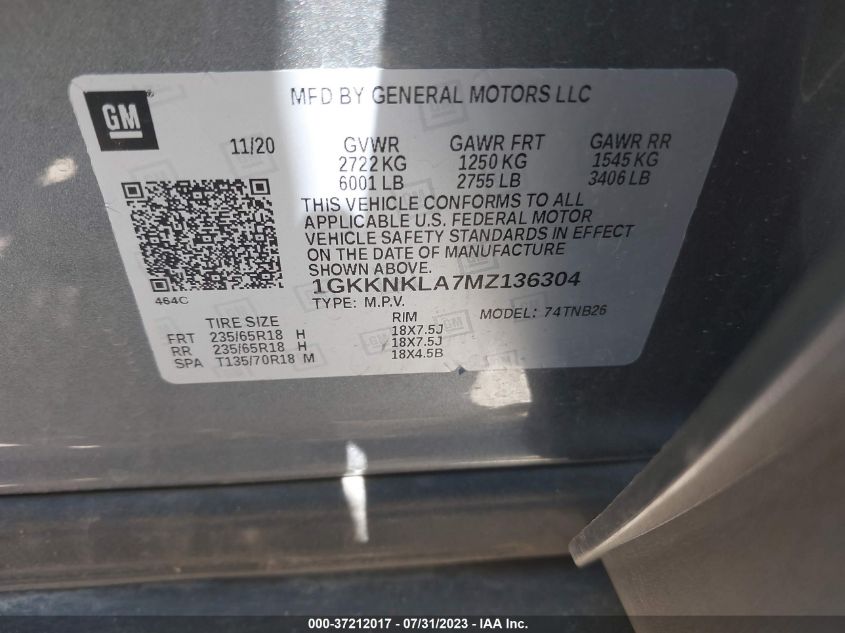 GM ®
MFD BY GENERAL MOTORS LLC
11/20 GVWR GAWR FRT GAWR RR
2722 KG 1250 KG 1545 KG
6001 LB 2755 LB 3406 LB
THIS VEHICLE CONFORMS TO ALL
APPLICABLE U.S. FEDERAL MOTOR
VEHICLE SAFETY STANDARDS IN EFFECT
ON THE DATE OF MANUFACTURE
SHOWN ABOVE.
464C
1GKKNKLA7MZ136304
TYPE: M.P.V. MODEL: 74TNB26
TIRE SIZE RIM
FRT 235/65R18 H 18X7.5J
RR 235/65R18 H 18X7.5J
SPA T135/70R18 M 18X4.5B
000-37212017 - 07/31/2023 - IAA Inc.